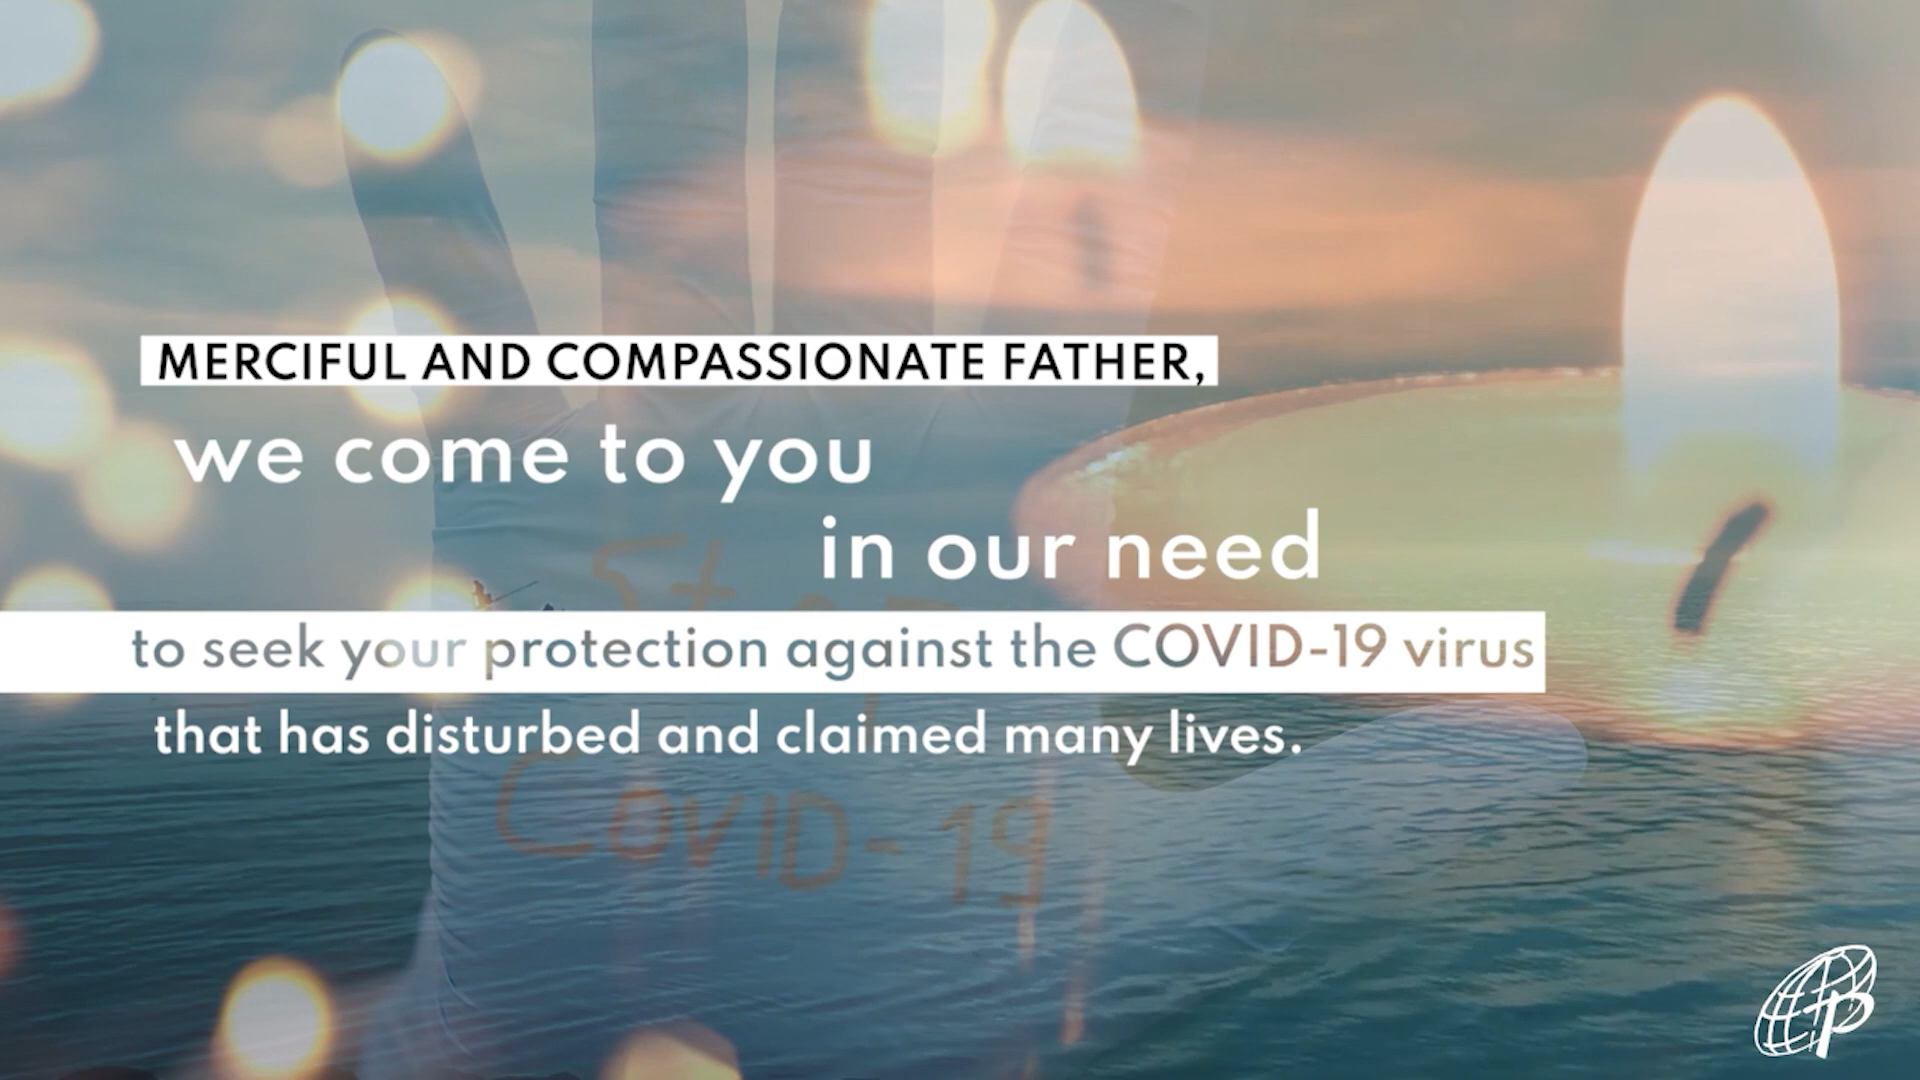 MERCIFUL AND COMPASSIONATE FATHER,
we come to you
in our need
to seek your protection against the COVID-19 virus
that has disturbed and claimed many lives.
COVID-19